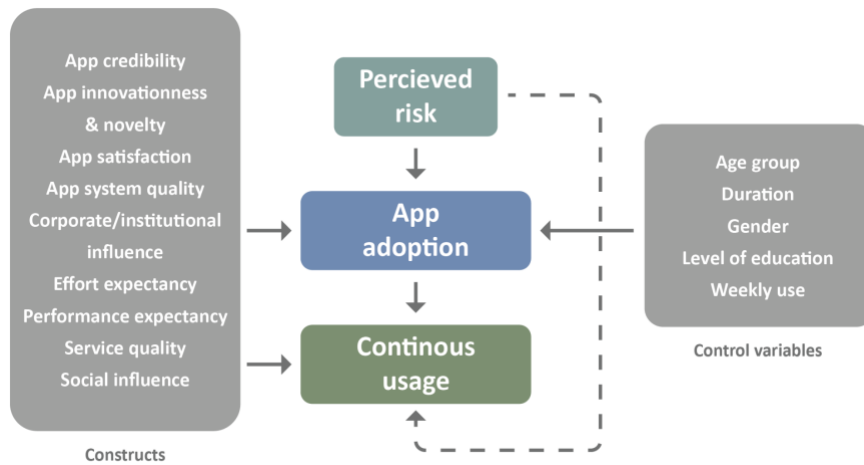 App credibility
App innovationness
& novelty
App satisfaction
App system quality
Corporate/institutional
influence
Effort expectancy
Performance expectancy
Service quality
Social influence
Constructs
Percieved
risk
App
adoption
Continous
usage
Age group
Duration
Gender
Level of education
Weekly use
Control variables